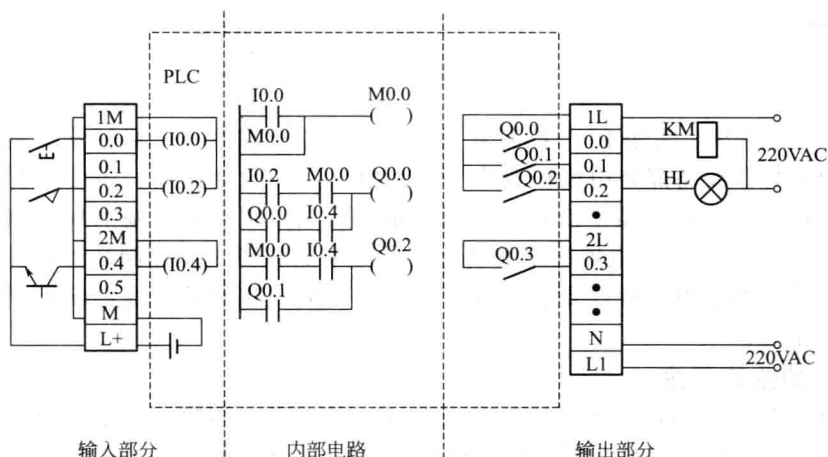 PLC
1M
0.0
0.1
0.2
0.3
2M
0.4
0.5
M
L+
(I0.0)
(I0.2)
(I0.4)
I0.0 M0.0
M0.0
I0.2 M0.0 Q0.0
Q0.0 I0.4
M0.0 I0.4 Q0.2
Q0.1
Q0.0
Q0.1
Q0.2
Q0.3
1L
0.0
0.1
0.2
2L
0.3
N
L1
KM
HL
220VAC
220VAC
输入部分 内部电路 输出部分